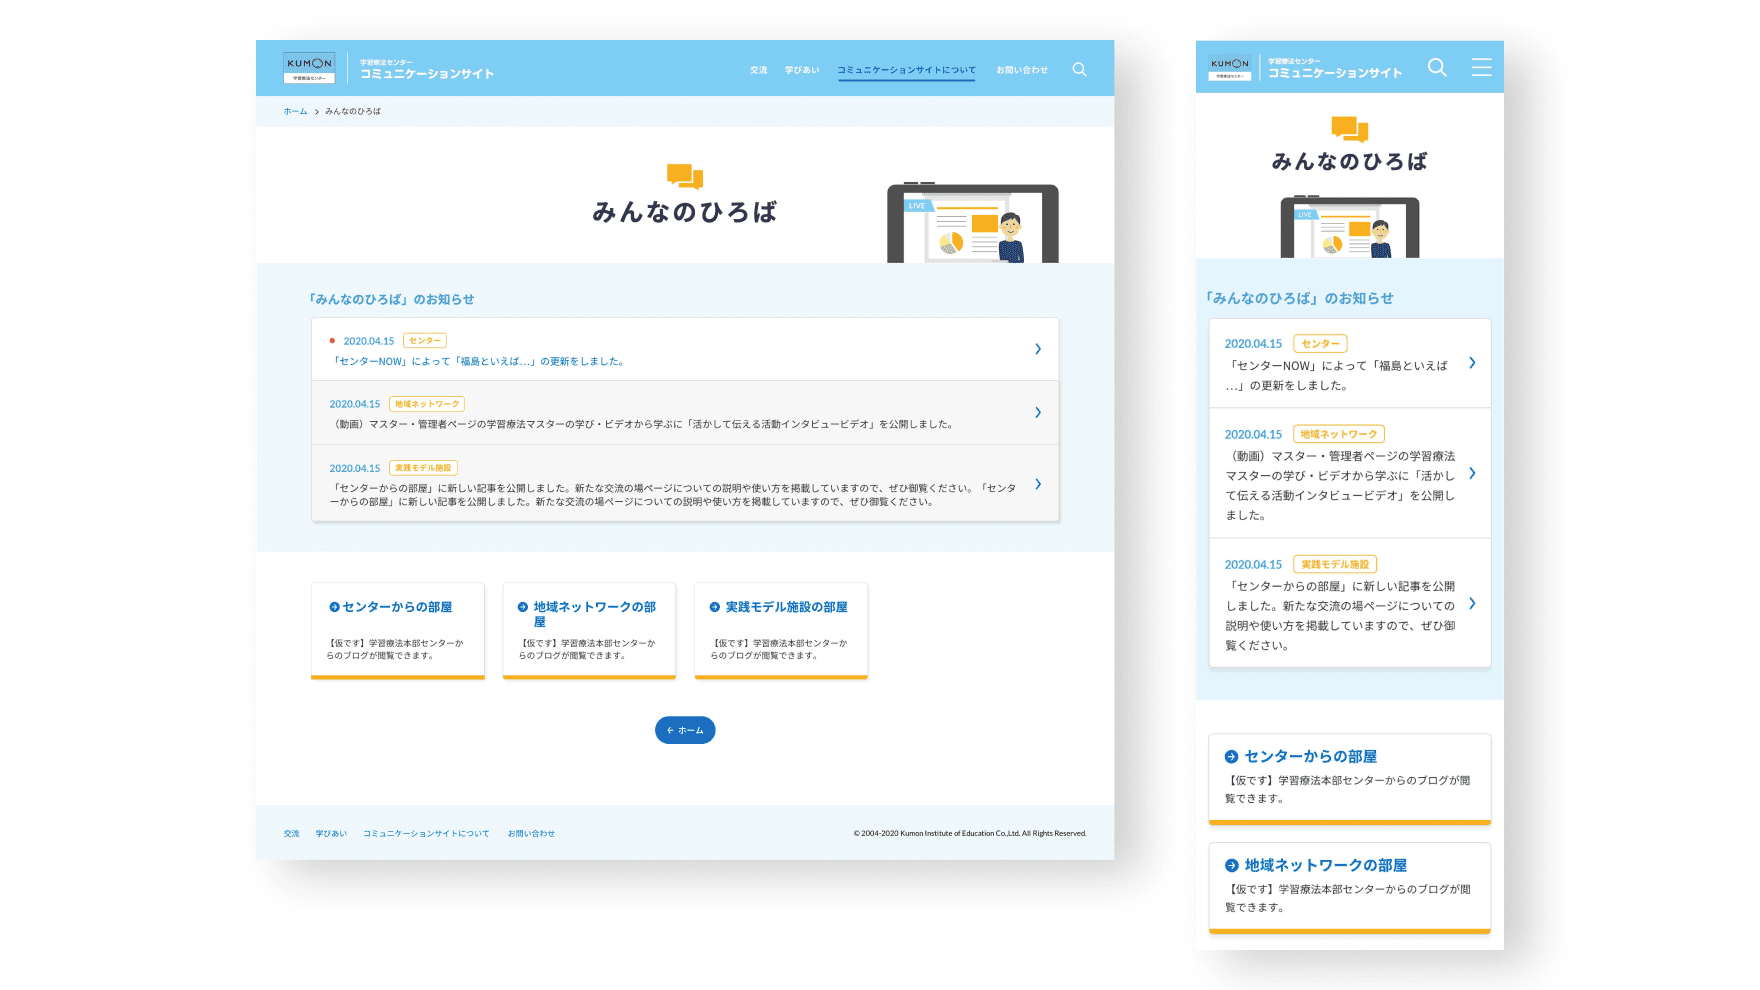 KUMON
学習療法センター
学習療法センター
コミュニケーションサイト
交流
学びあい
コミュニケーションサイトについて
お問い合わせ
ホーム
みんなのひろば
みんなのひろば
LIVE
「みんなのひろば」のお知らせ
2020.04.15 センター
「センターNOW」によって「福島といえば…」の更新をしました。
2020.04.15 地域ネットワーク
（動画）マスター・管理者ページの学習療法マスターの学び・ビデオから学ぶに「活かして伝える活動インタビュービデオ」を公開しました。
2020.04.15 実践モデル施設
「センターからの部屋」に新しい記事を公開しました。新たな交流の場ページについての説明や使い方を掲載していますので、ぜひ御覧ください。「センタ
ーからの部屋」に新しい記事を公開しました。新たな交流の場ページについての説明や使い方を掲載していますので、ぜひ御覧ください。
センターからの部屋
【仮です】学習療法本部センターか
らのブログが閲覧できます。
地域ネットワークの部
屋
【仮です】学習療法本部センターか
らのブログが閲覧できます。
実践モデル施設の部屋
【仮です】学習療法本部センターか
らのブログが閲覧できます。
← ホーム
交流
学びあい
コミュニケーションサイトについて
お問い合わせ
© 2004-2020 Kumon Institute of Education Co.,Ltd. All Rights Reserved.
KUMON
学習療法センター
学習療法センター
コミュニケーションサイト
みんなのひろば
LIVE
「みんなのひろば」のお知らせ
2020.04.15 センター
「センターNOW」によって「福島といえば
…」の更新をしました。
2020.04.15 地域ネットワーク
（動画）マスター・管理者ページの学習療法
マスターの学び・ビデオから学ぶに「活かし
て伝える活動インタビュービデオ」を公開し
ました。
2020.04.15 実践モデル施設
「センターからの部屋」に新しい記事を公開
しました。新たな交流の場ページについての
説明や使い方を掲載していますので、ぜひ御
覧ください。
センターからの部屋
【仮です】学習療法本部センターからのブログが閲
覧できます。
地域ネットワークの部屋
【仮です】学習療法本部センターからのブログが閲
覧できます。